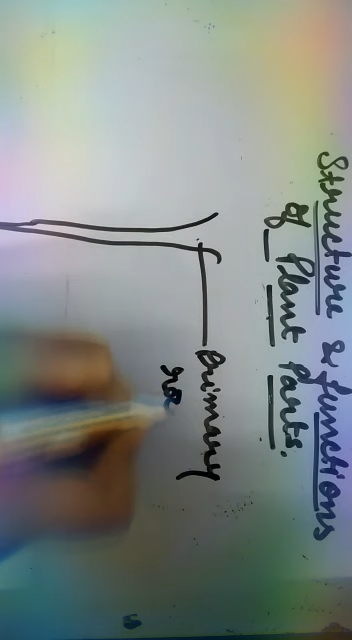 Structure & functions
of Plant Parts.
Primary
ro